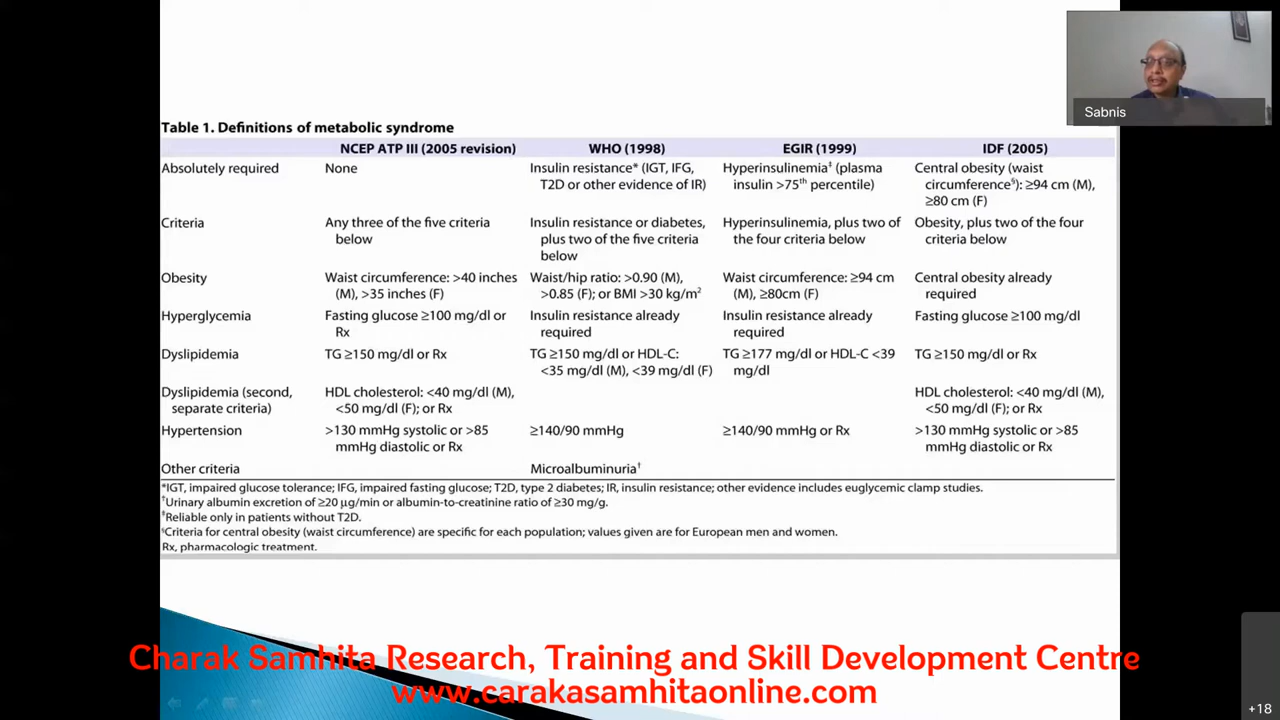 Sabnis
Table 1. Definitions of metabolic syndrome
NCEP ATP III (2005 revision) WHO (1998) EGIR (1999) IDF (2005)
Absolutely required None Insulin resistance* (IGT, IFG, Hyperinsulinemia‡ (plasma Central obesity (waist
T2D or other evidence of IR) insulin >75th percentile) circumference§): ≥94 cm (M),
≥80 cm (F)
Criteria Any three of the five criteria Insulin resistance or diabetes, Hyperinsulinemia, plus two of Obesity, plus two of the four
below plus two of the five criteria the four criteria below criteria below
below
Obesity Waist circumference: >40 inches Waist/hip ratio: >0.90 (M), Waist circumference: ≥94 cm Central obesity already
(M), >35 inches (F) >0.85 (F); or BMI >30 kg/m2 (M), ≥80cm (F) required
Hyperglycemia Fasting glucose ≥100 mg/dl or Insulin resistance already Insulin resistance already Fasting glucose ≥100 mg/dl
Rx required required
Dyslipidemia TG ≥150 mg/dl or Rx TG ≥150 mg/dl or HDL-C: TG ≥177 mg/dl or HDL-C <39 TG ≥150 mg/dl or Rx
<35 mg/dl (M), <39 mg/dl (F) mg/dl
Dyslipidemia (second, HDL cholesterol: <40 mg/dl (M), HDL cholesterol: <40 mg/dl (M),
separate criteria) <50 mg/dl (F); or Rx <50 mg/dl (F); or Rx
Hypertension >130 mmHg systolic or >85 ≥140/90 mmHg ≥140/90 mmHg or Rx >130 mmHg systolic or >85
mmHg diastolic or Rx mmHg diastolic or Rx
Other criteria Microalbuminuria†
*IGT, impaired glucose tolerance; IFG, impaired fasting glucose; T2D, type 2 diabetes; IR, insulin resistance; other evidence includes euglycemic clamp studies.
†Urinary albumin excretion of ≥20 μg/min or albumin-to-creatinine ratio of ≥30 mg/g.
‡Reliable only in patients without T2D.
§Criteria for central obesity (waist circumference) are specific for each population; values given are for European men and women.
Rx, pharmacologic treatment.
Charak Samhita Research, Training and Skill Development Centre
www.carakasamhitaonline.com
+18